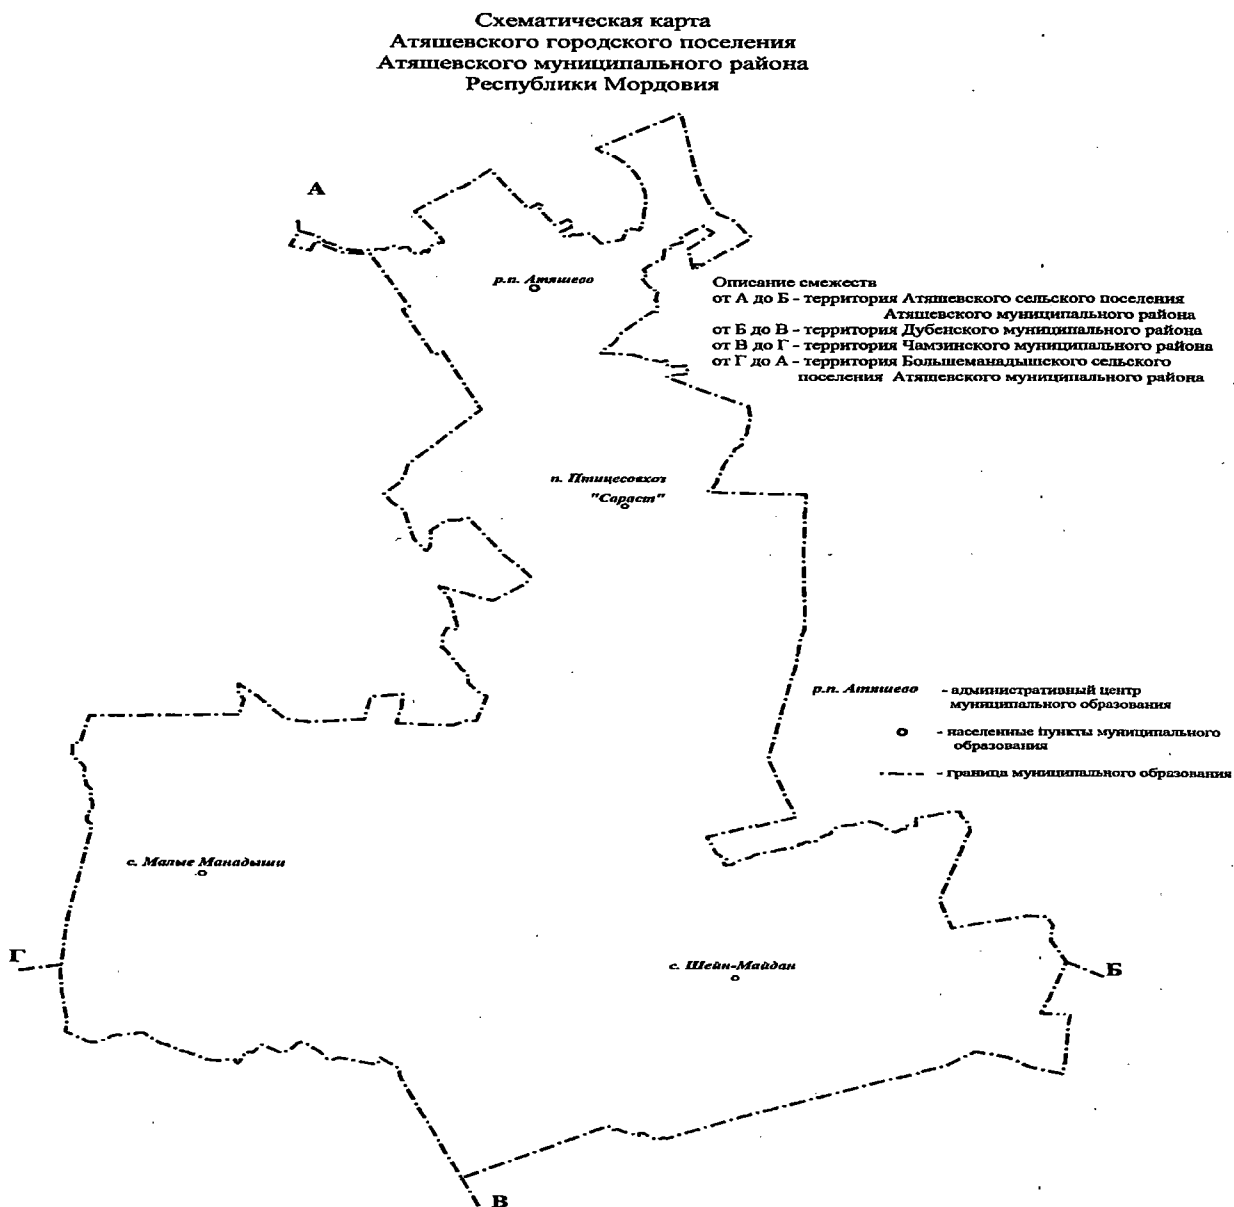 Схематическая карта
Атяшевского городского поселения
Атяшевского муниципального района
Республики Мордовия
А
р.п. Атяшево
Описание смежеств
от А до Б - территория Атяшевского сельского поселения
Атяшевского муниципального района
от Б до В - территория Дубенского муниципального района
от В до Г - территория Чамзинского муниципального района
от Г до А - территория Большеманадышского сельского
поселения Атяшевского муниципального района
п. Птицесовхоз
"Сараст"
р.п. Атяшево - административный центр
муниципального образования
- населенные пункты муниципального
образования
- граница муниципального образования
с. Малые Манадыши
Г
с. Шейн-Майдан
Б
В